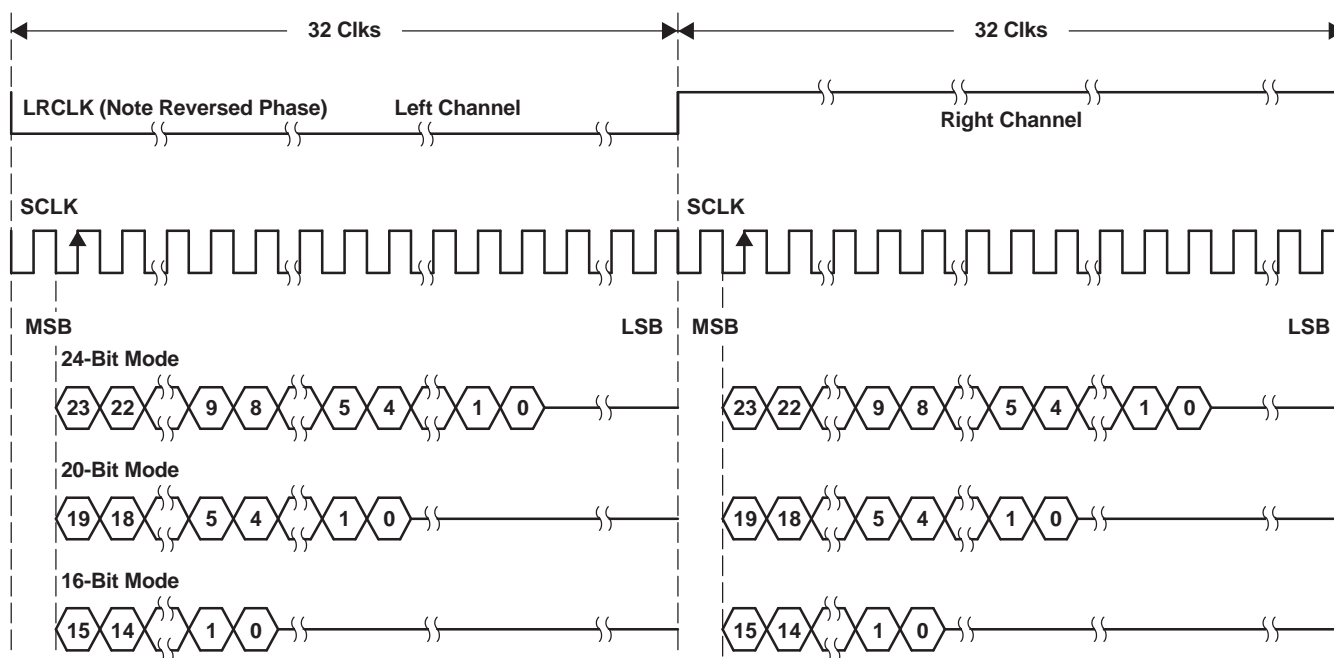 32 Clks 32 Clks
LRCLK (Note Reversed Phase) Left Channel
Right Channel
SCLK SCLK
MSB LSB MSB LSB
24-Bit Mode
23 22 9 8 5 4 1 0 23 22 9 8 5 4 1 0
20-Bit Mode
19 18 5 4 1 0 19 18 5 4 1 0
16-Bit Mode
15 14 1 0 15 14 1 0